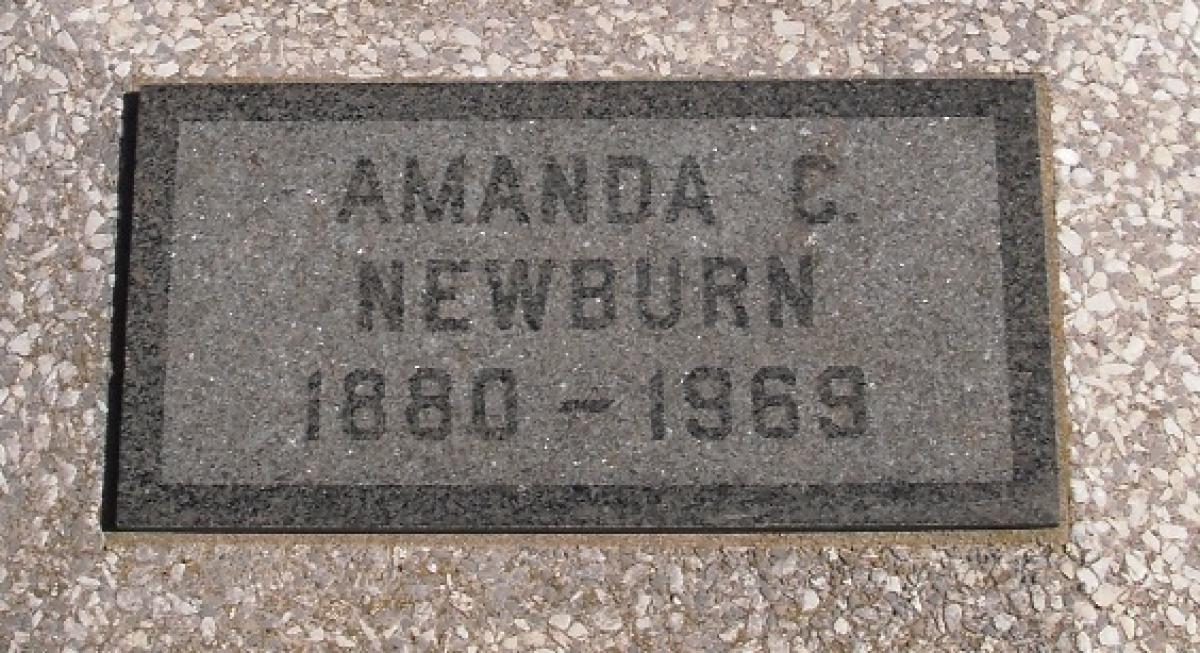 AMANDA C.
NEWBURN
1880 - 1969